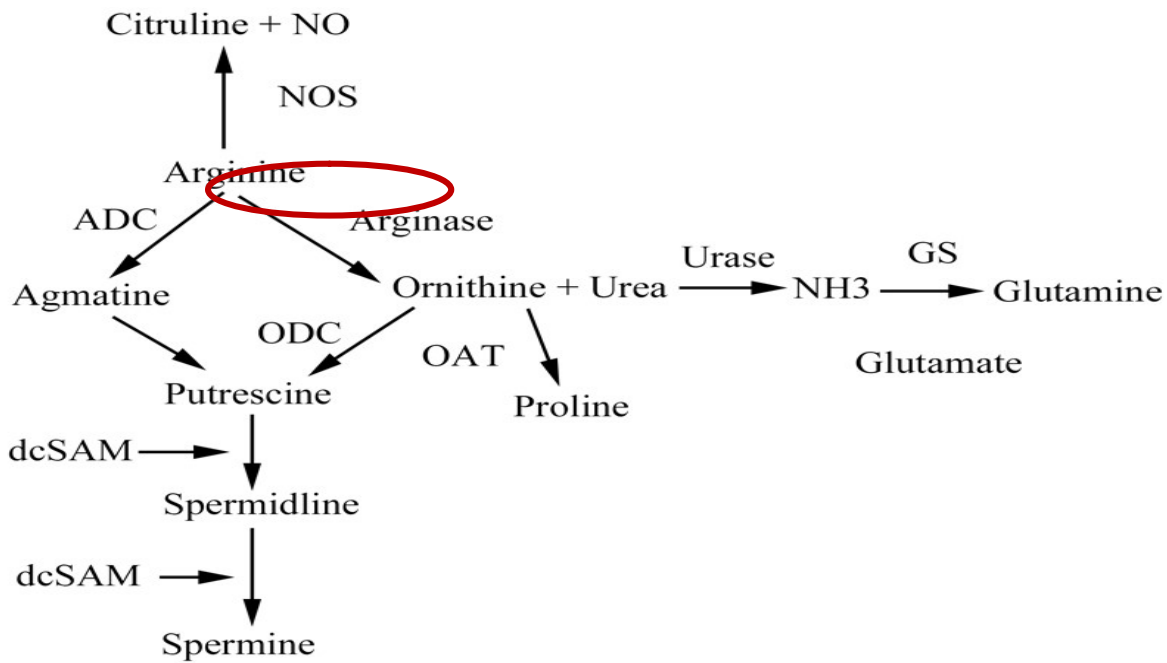 Citruline + NO
NOS
Arginine
ADC
Arginase
Urase
GS
Agmatine
Ornithine + Urea
NH3
Glutamine
ODC
OAT
Glutamate
Putrescine
Proline
dcSAM
Spermidline
dcSAM
Spermine